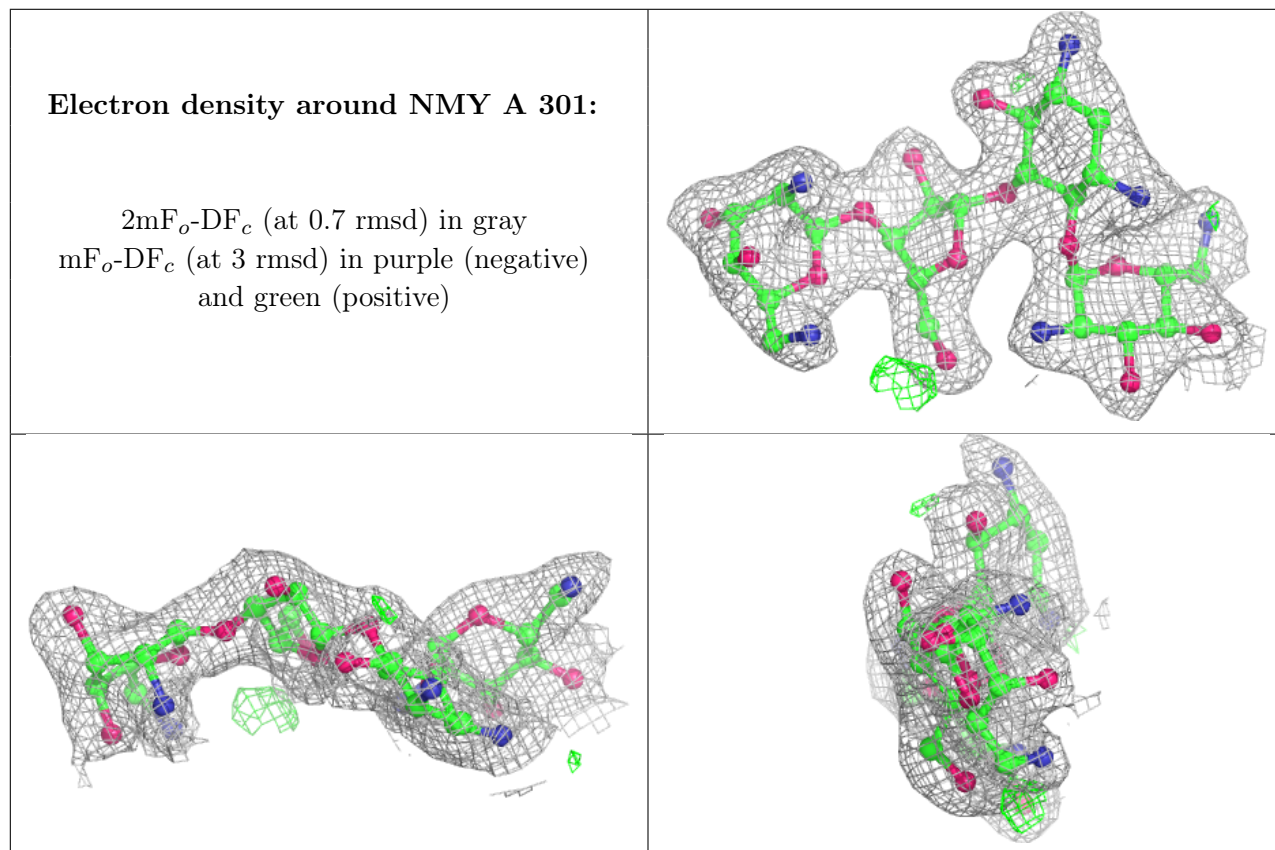 Electron density around NMY A 301:
2mFo-DFc (at 0.7 rmsd) in gray
mFo-DFc (at 3 rmsd) in purple (negative)
and green (positive)